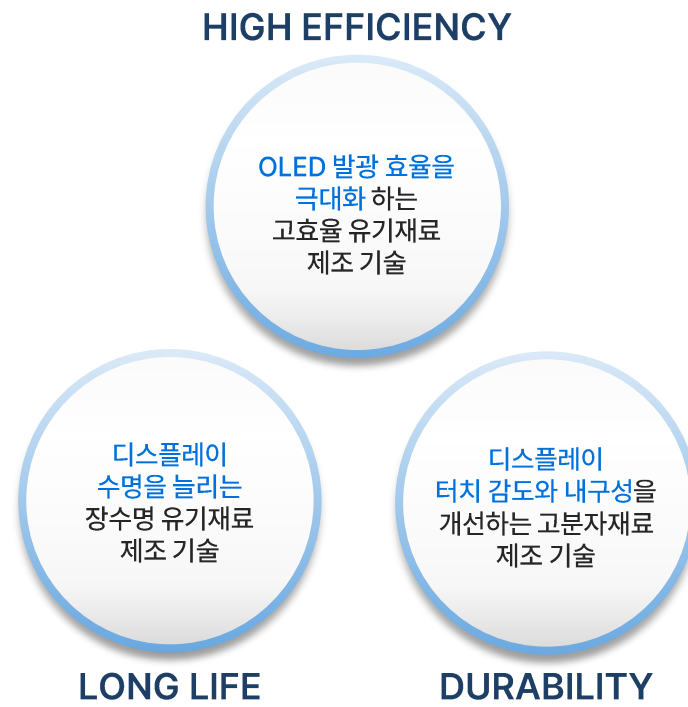 HIGH EFFICIENCY
OLED 발광 효율을
극대화 하는
고효율 유기재료
제조 기술
디스플레이
수명을 늘리는
장수명 유기재료
제조 기술
LONG LIFE
디스플레이
터치 감도와 내구성을
개선하는 고분자재료
제조 기술
DURABILITY